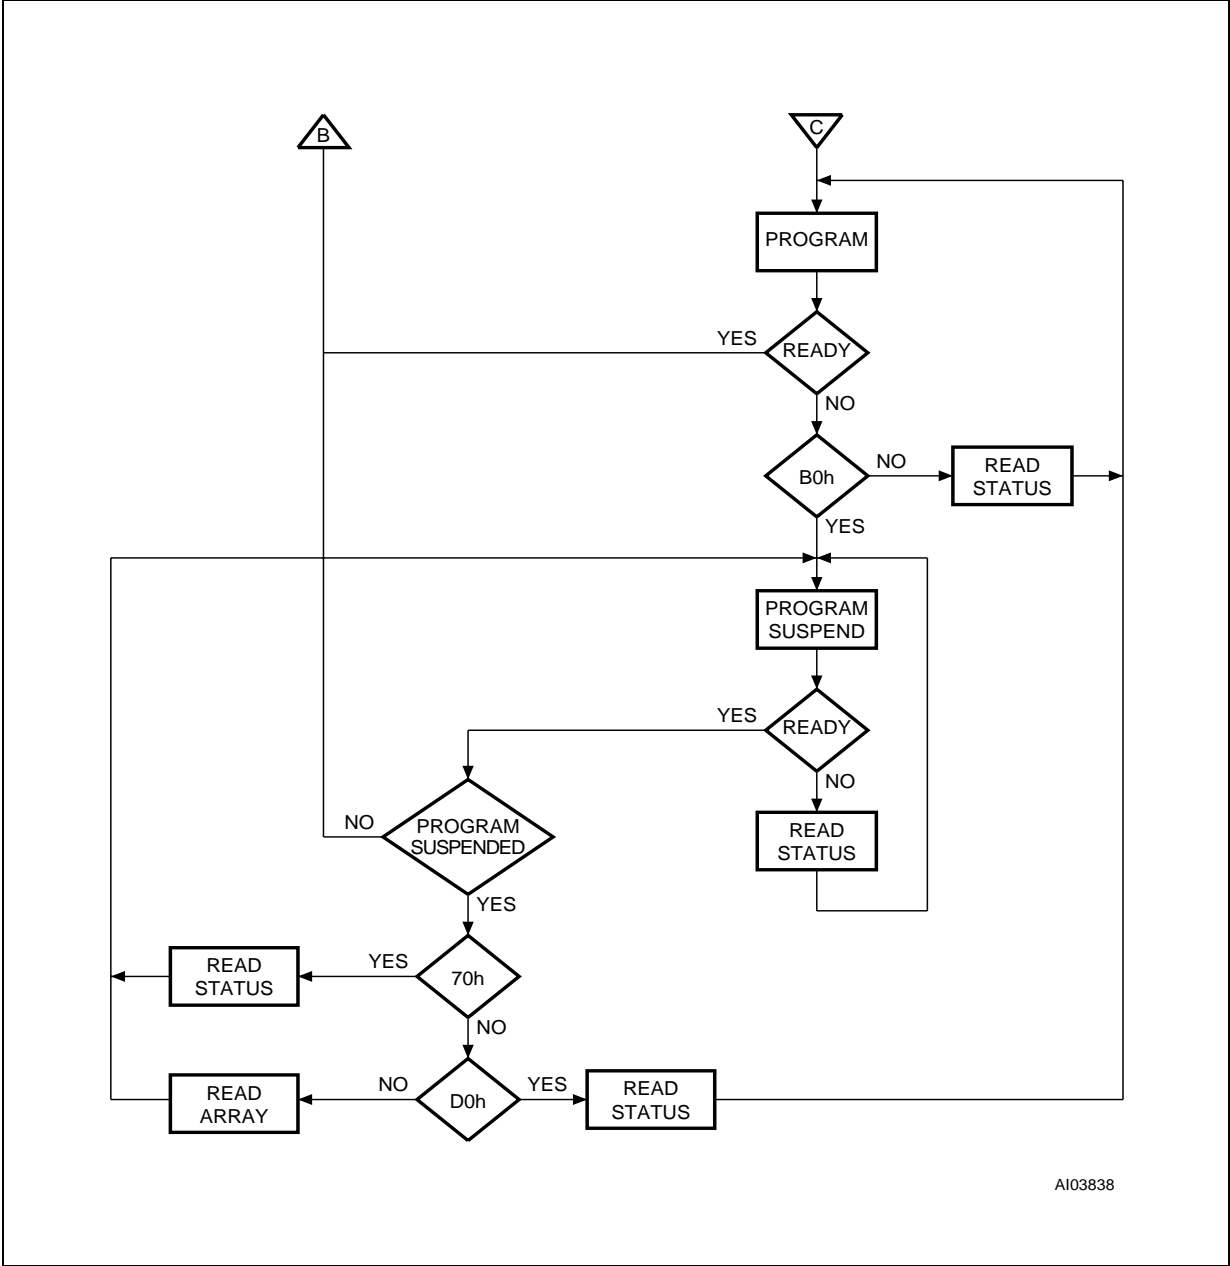 B
C
PROGRAM
YES
READY
NO
B0h
NO
READ
STATUS
YES
PROGRAM
SUSPEND
YES
READY
NO
NO
PROGRAM
SUSPENDED
READ
STATUS
YES
READ
STATUS
YES
70h
NO
READ
ARRAY
NO
D0h
YES
READ
STATUS
AI03838